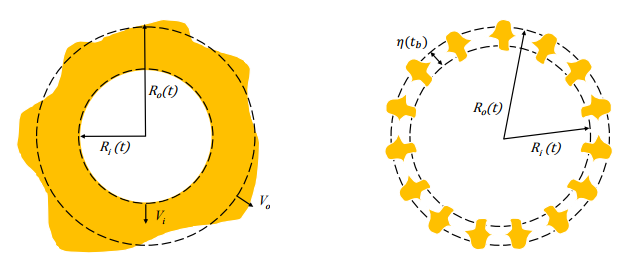 R_o(t)
R_i(t)
V_i
V_o
η(t_b)
R_o(t)
R_i(t)